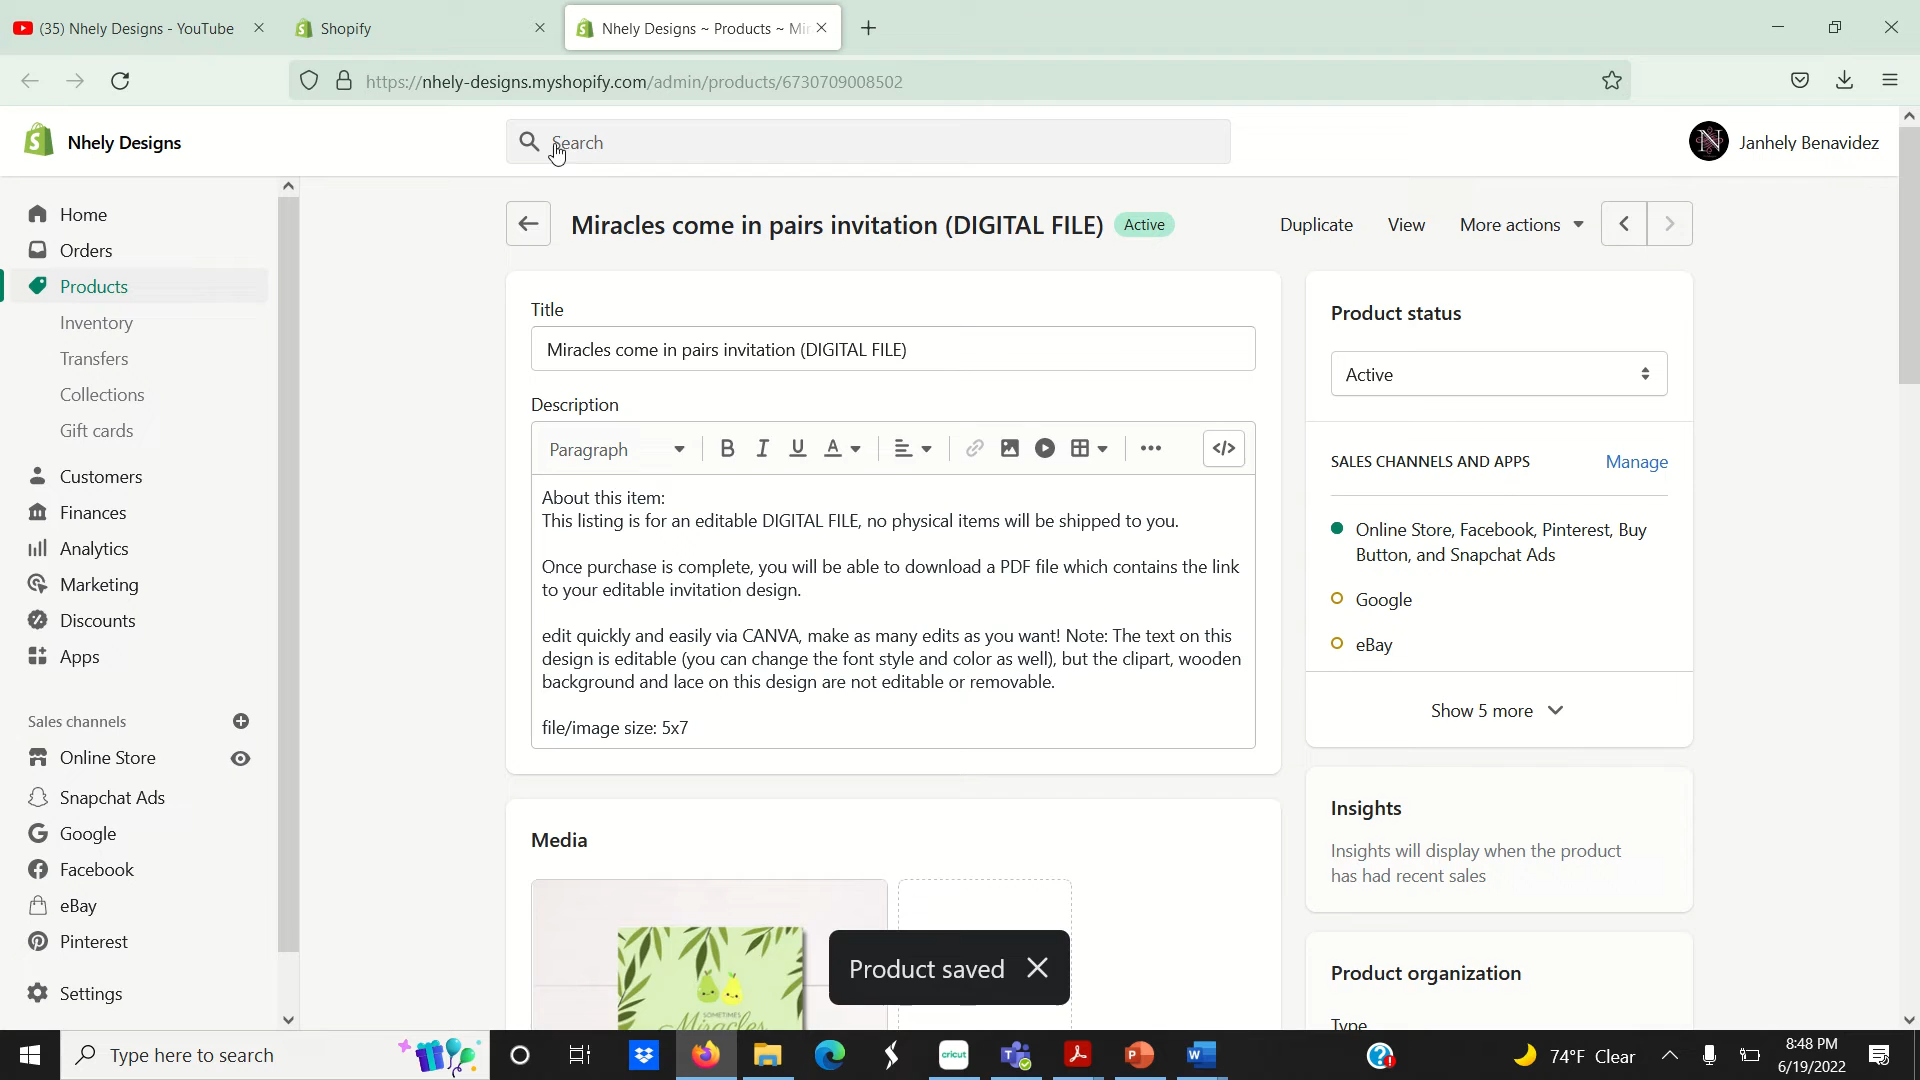 (35) Nhely Designs - YouTube
Shopify
Nhely Designs ~ Products ~ Mir
https://nhely-designs.myshopify.com/admin/products/6730709008502
Nhely Designs
Search
Janhely Benavidez
Home
Orders
Products
Inventory
Transfers
Collections
Gift cards
Customers
Finances
Analytics
Marketing
Discounts
Apps
Sales channels
Online Store
Snapchat Ads
Google
Facebook
eBay
Pinterest
Settings
Miracles come in pairs invitation (DIGITAL FILE)
Active
Duplicate
View
More actions
Title
Miracles come in pairs invitation (DIGITAL FILE)
Description
Paragraph
B I U A
</>
About this item:
This listing is for an editable DIGITAL FILE, no physical items will be shipped to you.
Once purchase is complete, you will be able to download a PDF file which contains the link
to your editable invitation design.
edit quickly and easily via CANVA, make as many edits as you want! Note: The text on this
design is editable (you can change the font style and color as well), but the clipart, wooden
background and lace on this design are not editable or removable.
file/image size: 5x7
Media
SOMETIMES
Miracles
Product saved
Product status
Active
SALES CHANNELS AND APPS
Manage
Online Store, Facebook, Pinterest, Buy
Button, and Snapchat Ads
Google
eBay
Show 5 more
Insights
Insights will display when the product
has had recent sales
Product organization
Type
Type here to search
cricut
74°F Clear
8:48 PM
6/19/2022